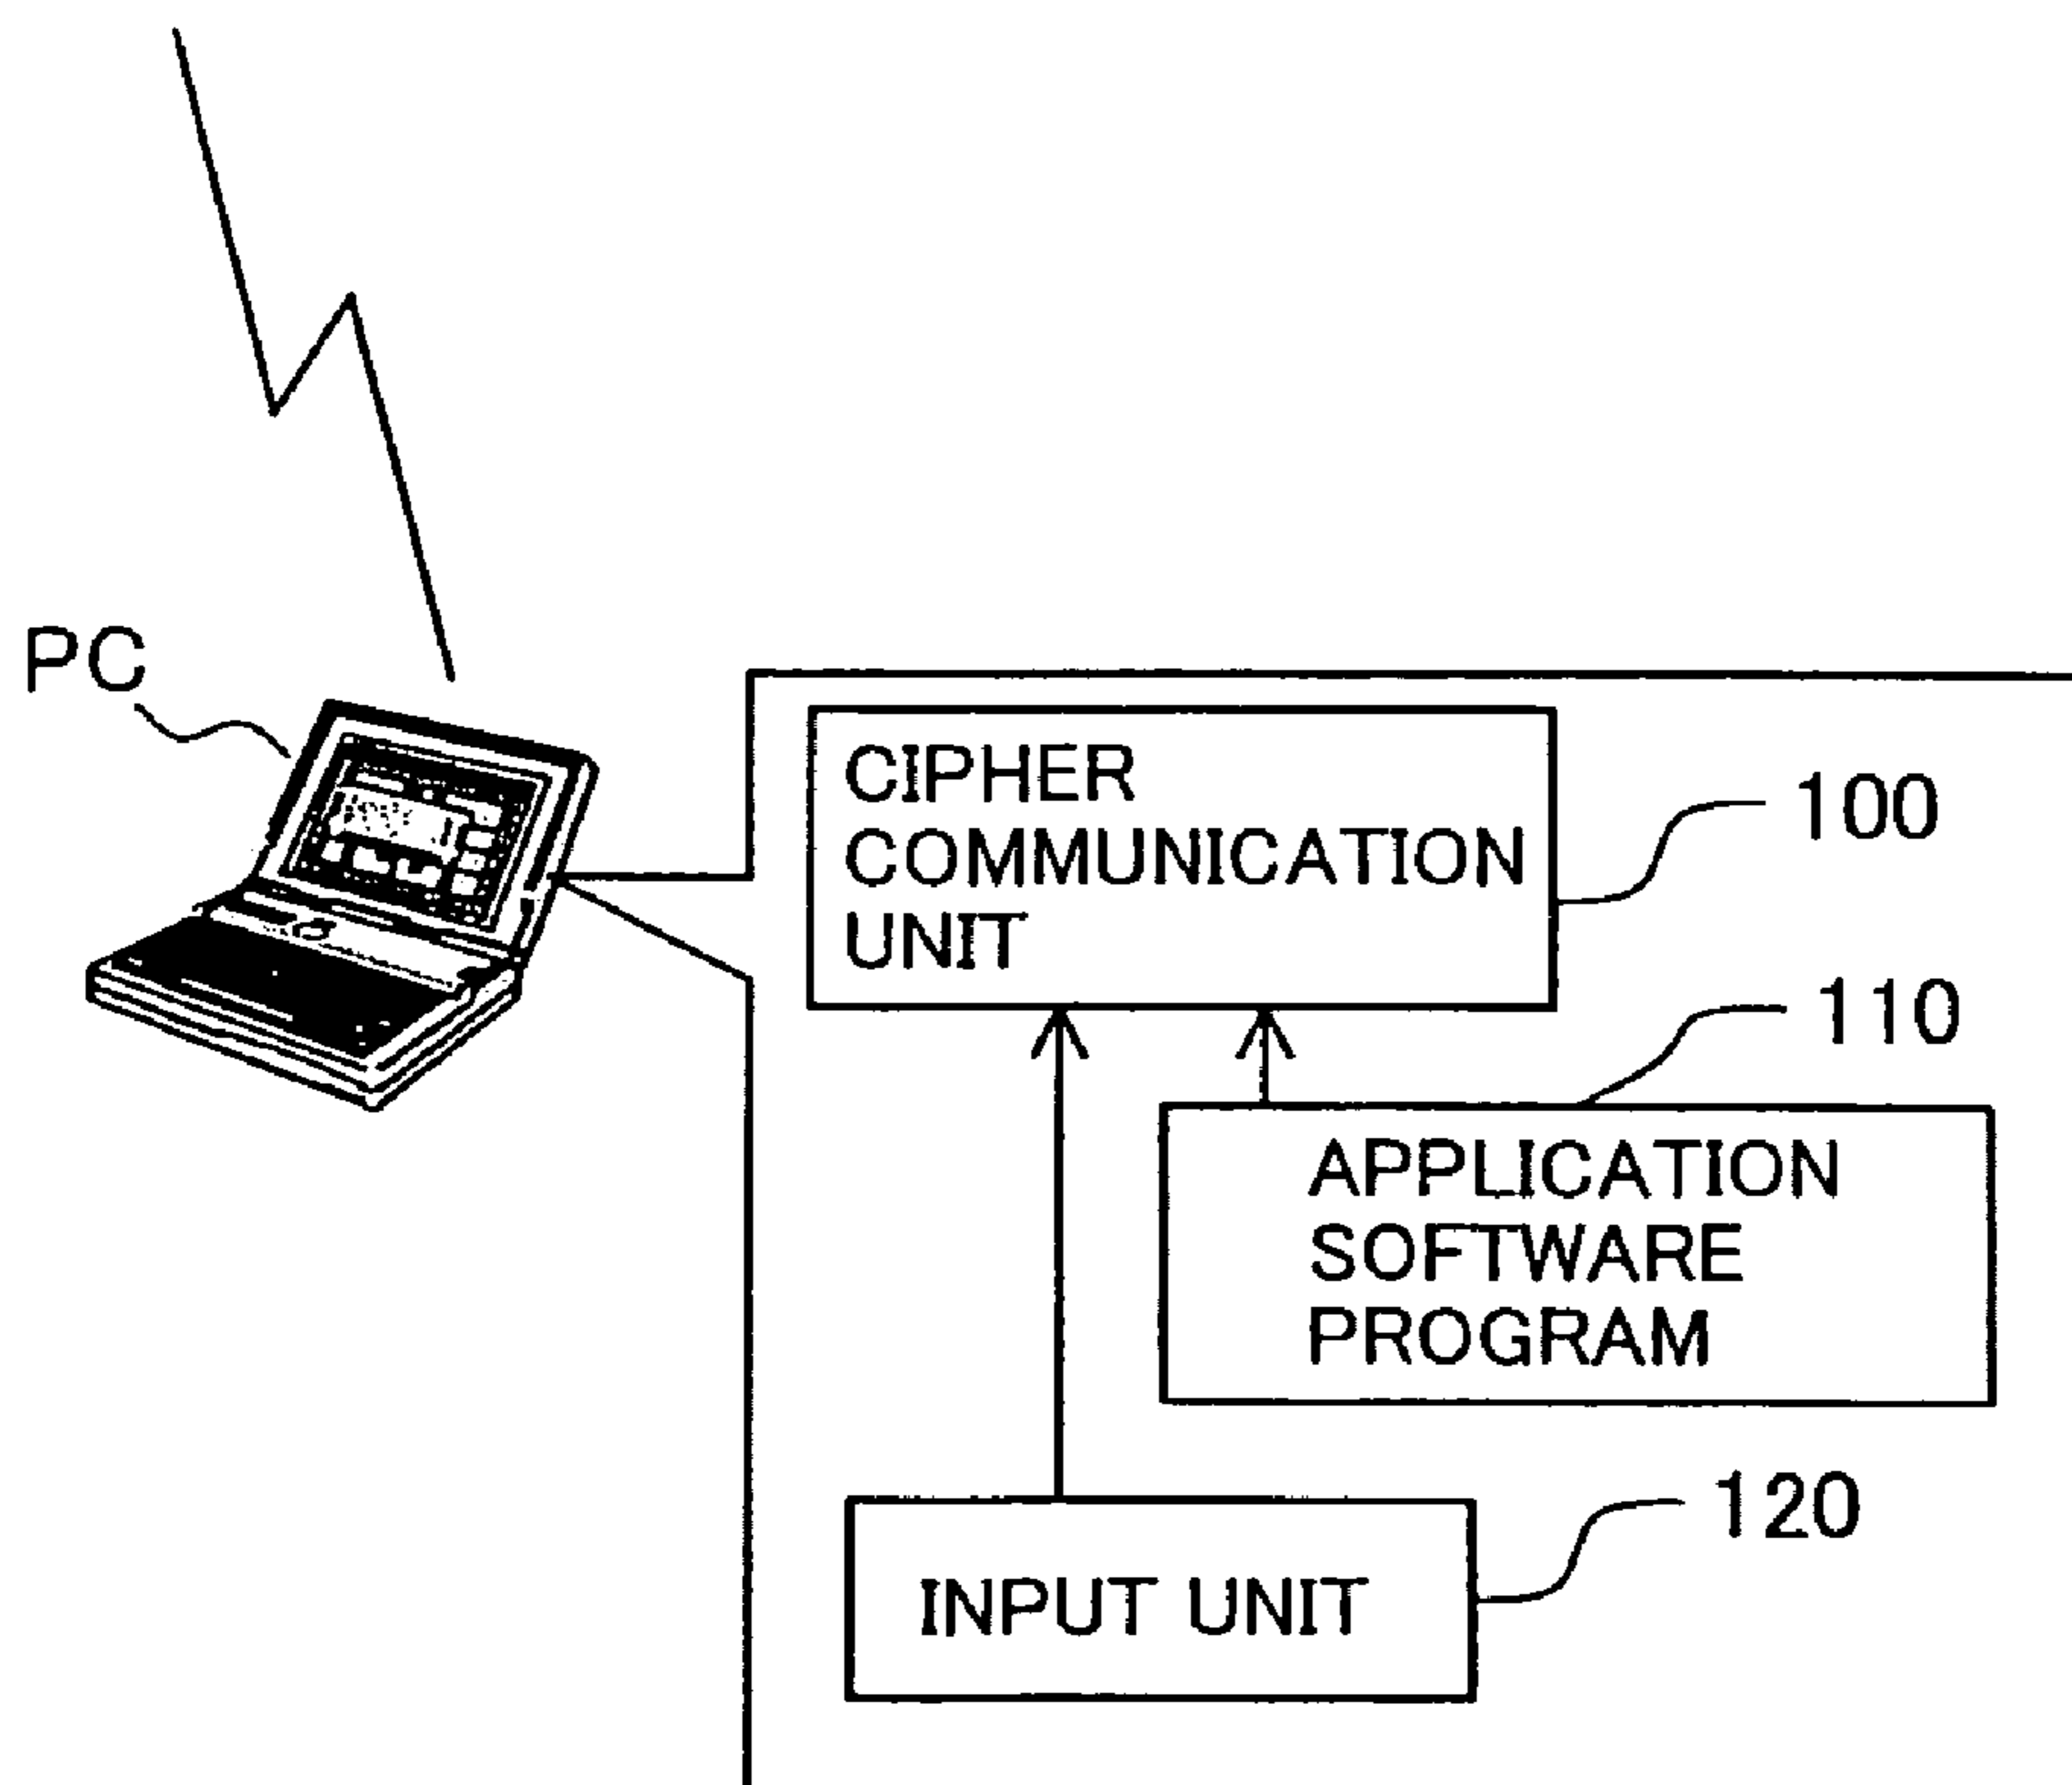 PC
CIPHER
COMMUNICATION
UNIT
100
110
APPLICATION
SOFTWARE
PROGRAM
120
INPUT UNIT